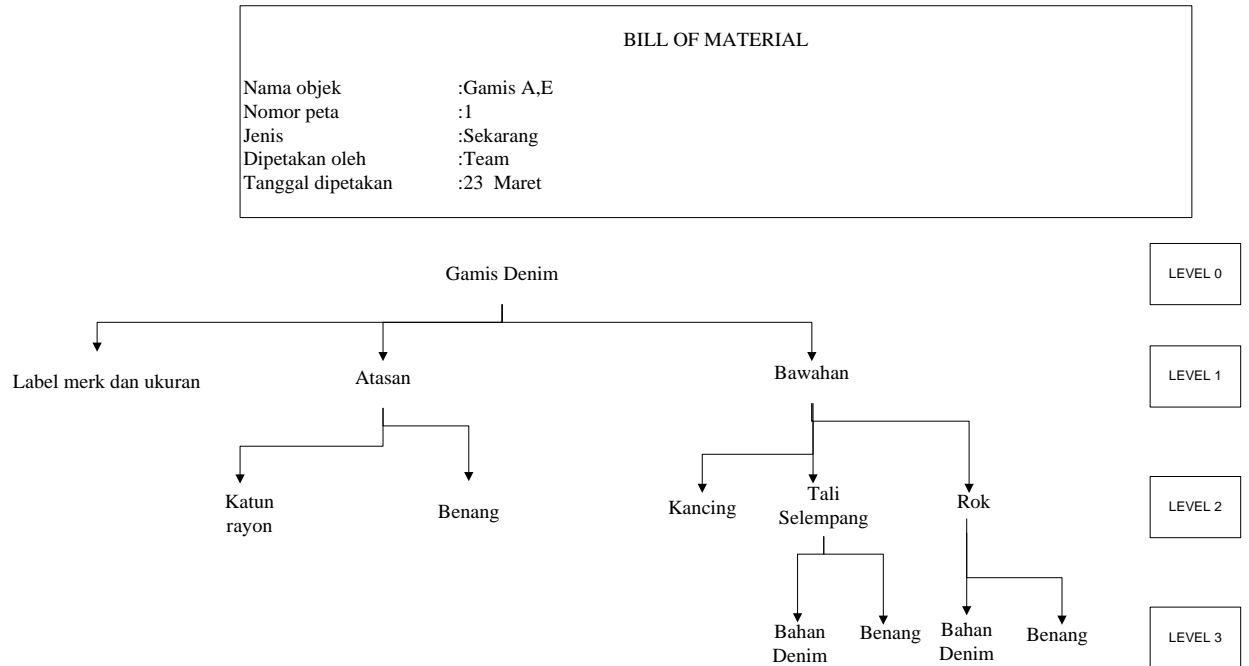 BILL OF MATERIAL
Nama objek :Gamis A,E
Nomor peta :1
Jenis :Sekarang
Dipetakan oleh :Team
Tanggal dipetakan :23 Maret
Gamis Denim
LEVEL 0
Label merk dan ukuran
Atasan
Bawahan
LEVEL 1
Katun
rayon
Benang
Kancing
Tali
Selempang
Rok
LEVEL 2
Bahan
Denim
Benang
Bahan
Denim
Benang
LEVEL 3